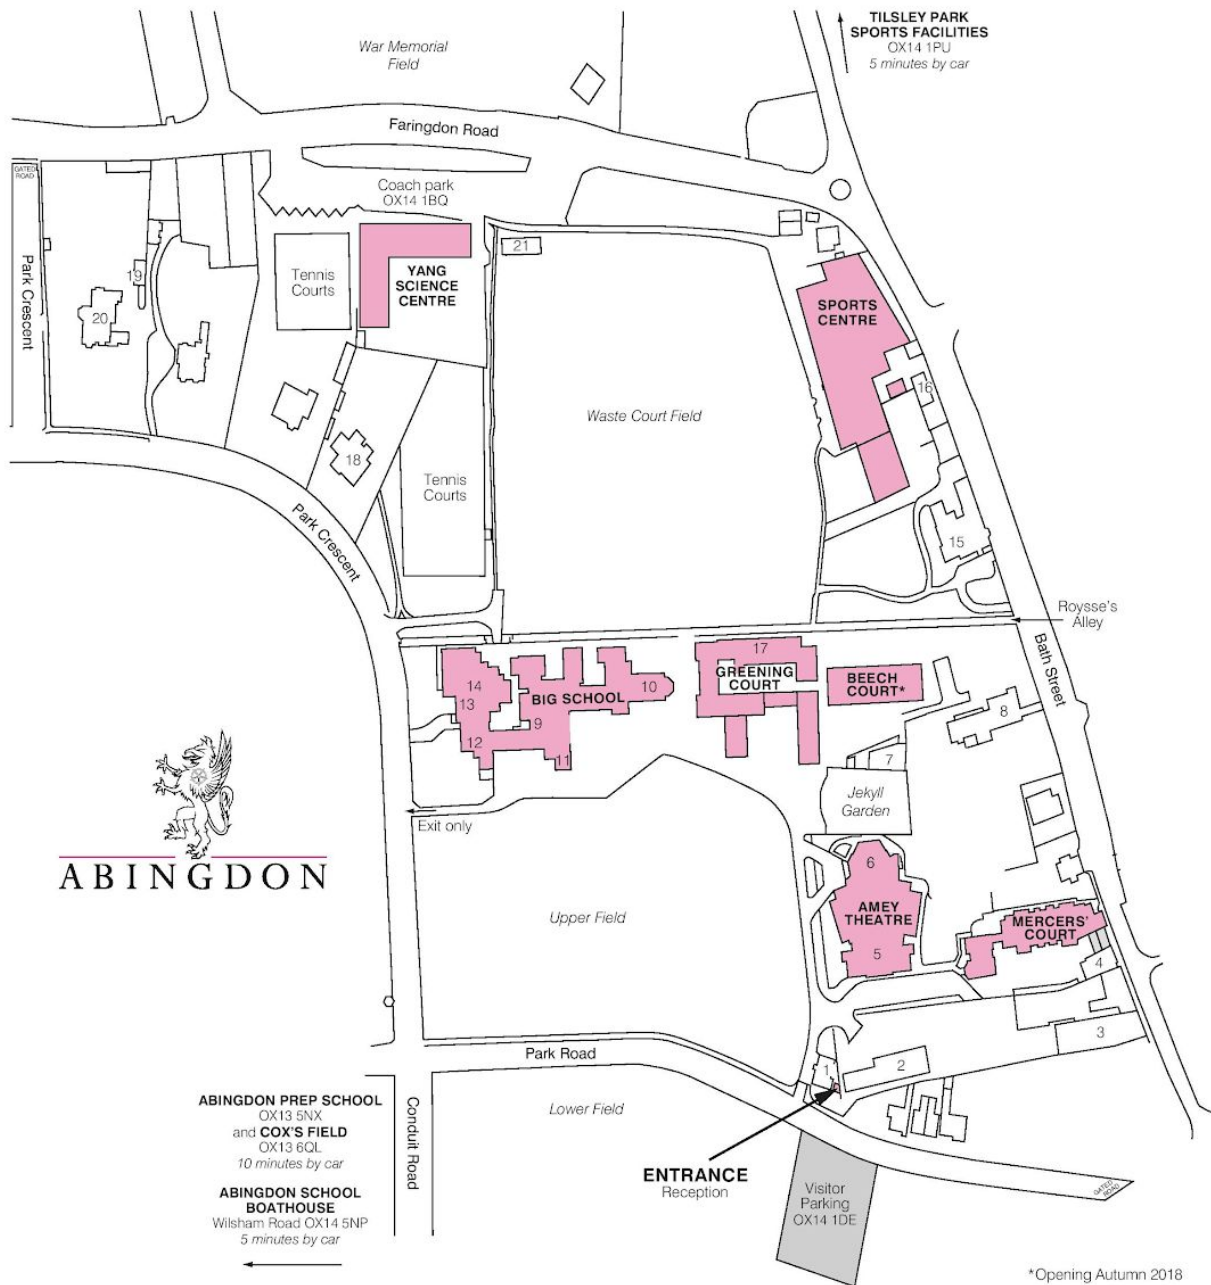 TILSLEY PARK
SPORTS FACILITIES
OX14 1PU
5 minutes by car
War Memorial
Field
Faringdon Road
GATED
ROAD
Coach park
OX14 1BQ
21
Tennis
Courts
YANG
SCIENCE
CENTRE
Park Crescent
19
20
SPORTS
CENTRE
16
Waste Court Field
18
Tennis
Courts
Park Crescent
15
Roysse's
Alley
Bath Street
17
GREENING
COURT
BEECH
COURT*
14
13
BIG SCHOOL
10
9
12
11
8
7
Jekyll
Garden
Exit only
ABINGDON
6
AMEY
THEATRE
5
Upper Field
MERCERS'
COURT
4
3
Park Road
1
2
Lower Field
ABINGDON PREP SCHOOL
OX13 5NX
and COX'S FIELD
OX13 6QL
10 minutes by car
Conduit Road
ENTRANCE
Reception
Visitor
Parking
OX14 1DE
GATED
ROAD
ABINGDON SCHOOL
BOATHOUSE
Wilsham Road OX14 5NP
5 minutes by car
*Opening Autumn 2018